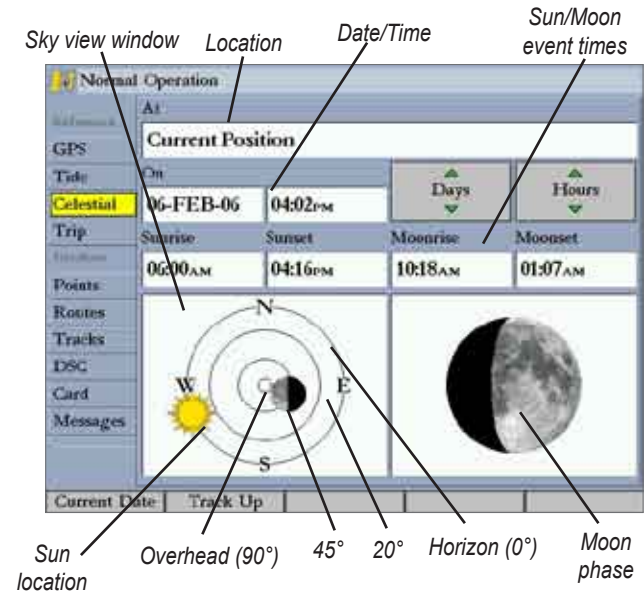 Sky view window
Location
Date/Time
Sun/Moon
event times
Normal Operation
At
GPS
Current Position
Tide
On
Days
Hours
Celestial
06-FEB-06
04:02PM
Trip
Sunrise
Sunset
Moonrise
Moonset
06:00AM
04:16PM
10:18AM
01:07AM
Points
Routes
Tracks
DSC
Card
Messages
N
W
E
S
Current Date
Track Up
Sun
location
Overhead (90°)
45°
20°
Horizon (0°)
Moon
phase